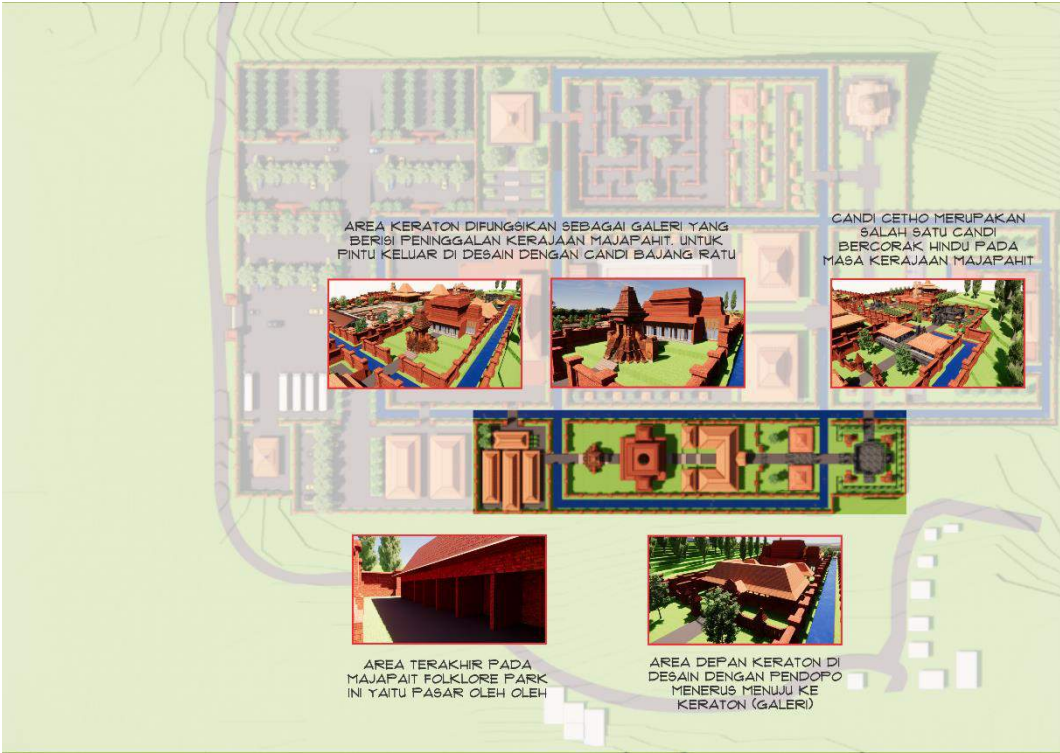 AREA KERATON DIFUNGSIKAN SEBAGAI GALERI YANG
BERISI PENINGGALAN KERAJAAN MAJAPAHIT. UNTUK
PINTU KELUAR DI DESAIN DENGAN CANDI BAJANG RATU
CANDI CETHO MERUPAKAN
SALAH SATU CANDI
BERCORAK HINDU PADA
MASA KERAJAAN MAJAPAHIT
AREA TERAKHIR PADA
MAJAPAIT FOLKLORE PARK
INI YAITU PASAR OLEH OLEH
AREA DEPAN KERATON DI
DESAIN DENGAN PENDOPO
MENERUS MENUJU KE
KERATON (GALERI)